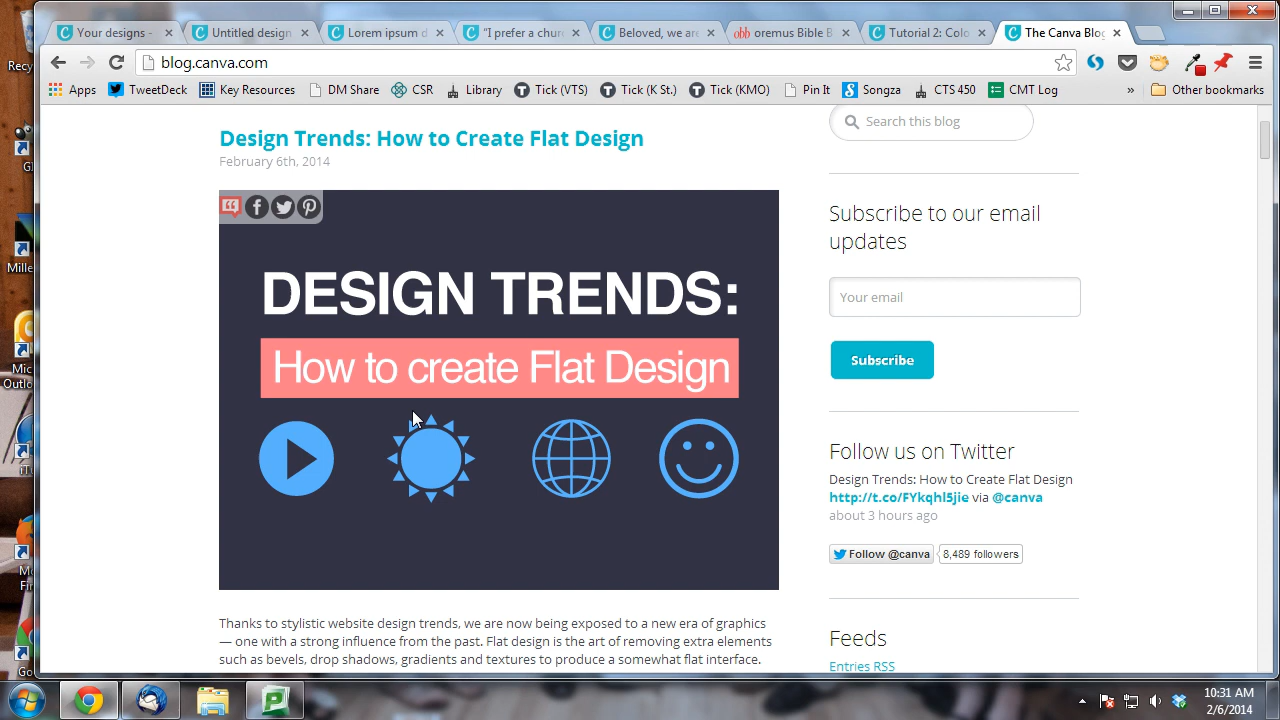 Your designs -
Untitled design
Lorem ipsum d
"I prefer a chur
Beloved, we are
oremus Bible B
Tutorial 2: Colo
The Canva Blog
blog.canva.com
Apps
TweetDeck
Key Resources
DM Share
CSR
Library
Tick (VTS)
Tick (K St.)
Tick (KMO)
Pin It
Songza
CTS 450
CMT Log
»
Other bookmarks
Design Trends: How to Create Flat Design
February 6th, 2014
DESIGN TRENDS:
How to create Flat Design
Thanks to stylistic website design trends, we are now being exposed to a new era of graphics
— one with a strong influence from the past. Flat design is the art of removing extra elements
such as bevels, drop shadows, gradients and textures to produce a somewhat flat interface.
Search this blog
Subscribe to our email
updates
Your email
Subscribe
Follow us on Twitter
Design Trends: How to Create Flat Design
http://t.co/FYkqhl5jie via @canva
about 3 hours ago
Follow @canva
8,489 followers
Feeds
Entries RSS
Recy
Mille
Mic
Outlo
iT
Go
10:31 AM
2/6/2014